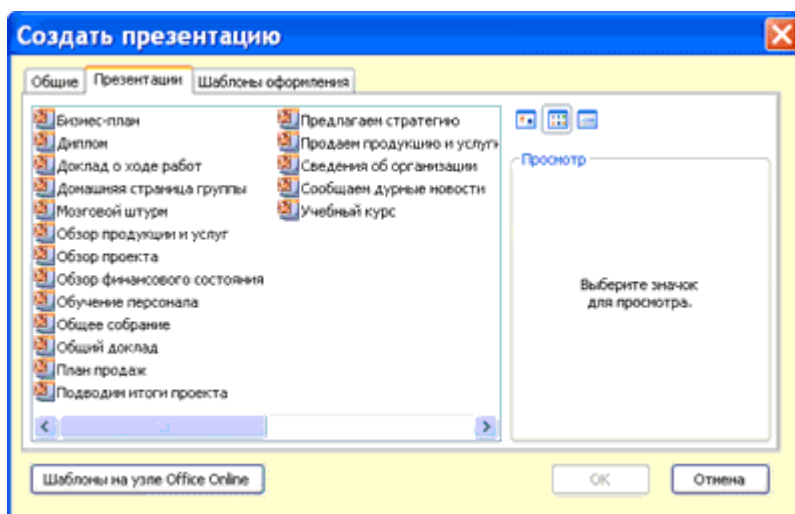 Создать презентацию
Общие
Презентации
Шаблоны оформления
Бизнес-план
Диплом
Доклад о ходе работ
Домашняя страница группы
Мозговой штурм
Обзор продукции и услуг
Обзор проекта
Обзор финансового состояния
Обучение персонала
Общее собрание
Общий доклад
План продаж
Подводим итоги проекта
Предлагаем стратегию
Продаем продукцию и услуги
Сведения об организации
Сообщаем дурные новости
Учебный курс
Просмотр
Выберите значок
для просмотра.
Шаблоны на узле Office Online
OK
Отмена